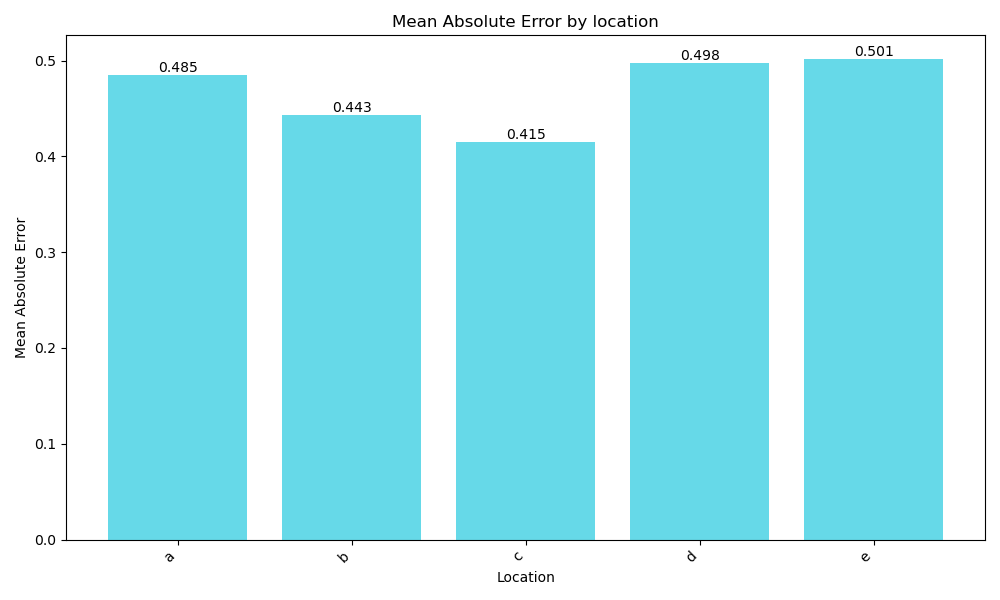 Mean Absolute Error by location
Mean Absolute Error
0.5
0.4
0.3
0.2
0.1
0.0
0.485
0.443
0.415
0.498
0.501
a
b
c
d
e
Location